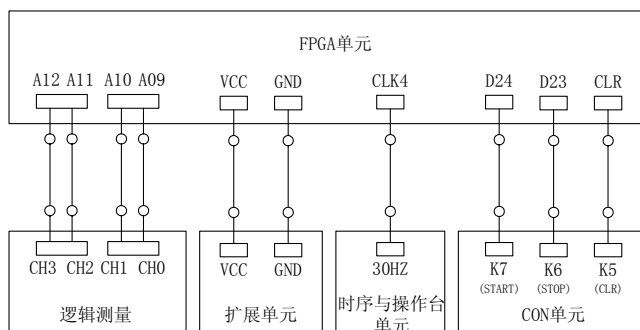 FPGA单元
A12 A11 A10 A09 VCC GND CLK4 D24 D23 CLR
CH3 CH2 CH1 CH0 VCC GND 30HZ K7 K6 K5
(START) (STOP) (CLR)
逻辑测量 扩展单元 时序与操作台 CON单元
单元